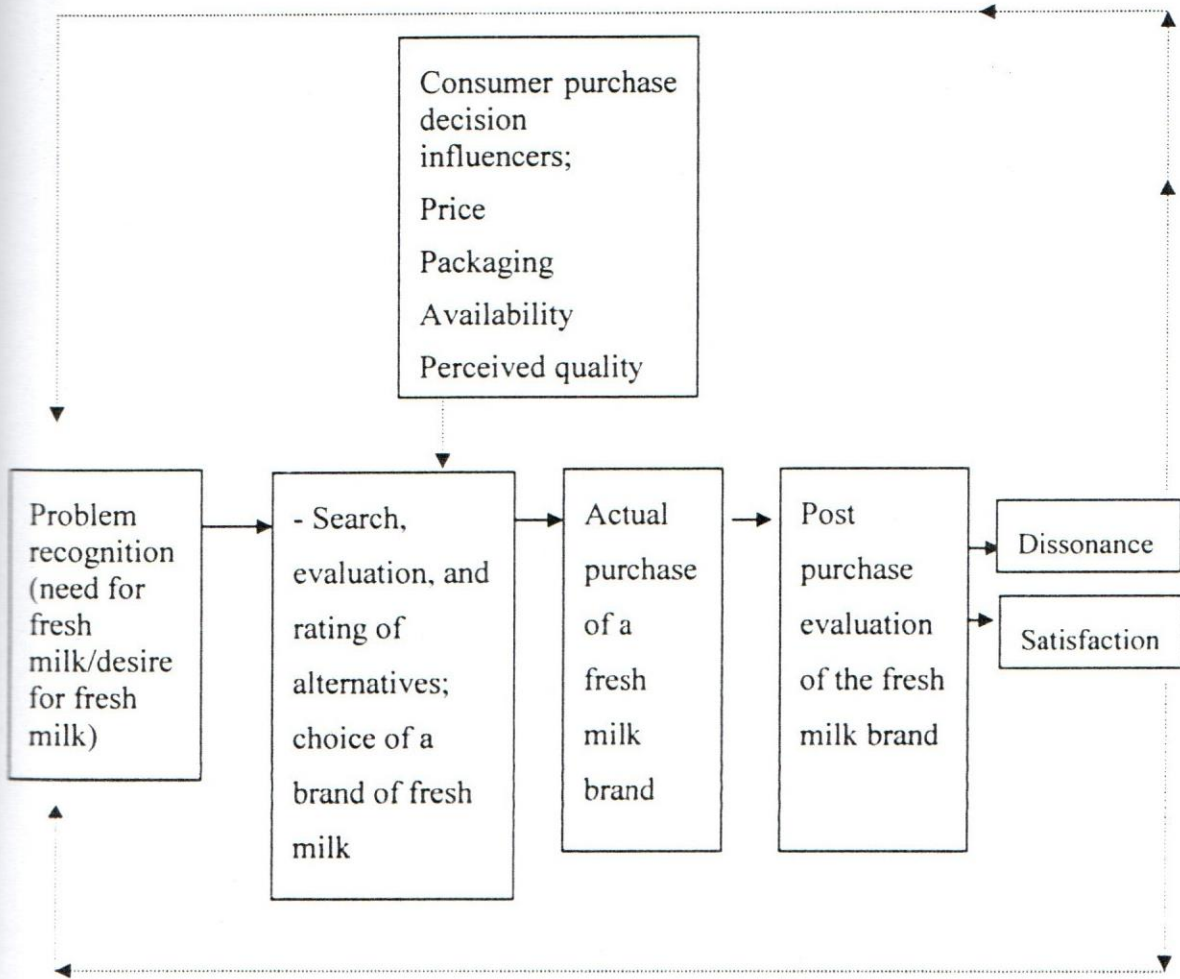 Consumer purchase
decision
influencers;
Price
Packaging
Availability
Perceived quality
Problem
recognition
(need for
fresh
milk/desire
for fresh
milk)
- Search,
evaluation, and
rating of
alternatives;
choice of a
brand of fresh
milk
Actual
purchase
of a
fresh
milk
brand
Post
purchase
evaluation
of the fresh
milk brand
Dissonance
Satisfaction